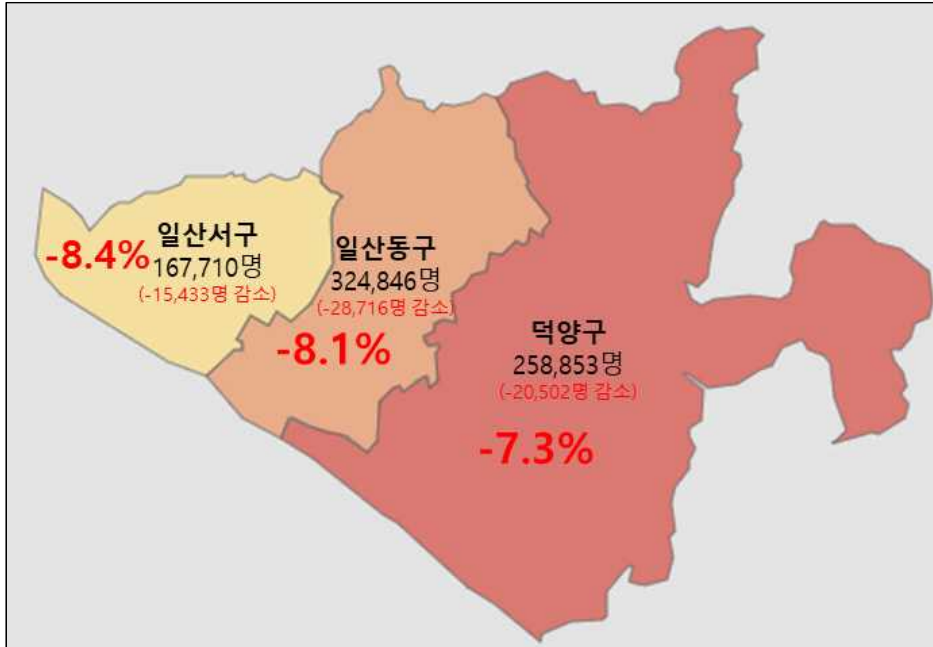 일산서구
167,710명
(-15,433명 감소)
-8.4%
일산동구
324,846명
(-28,716명 감소)
-8.1%
덕양구
258,853명
(-20,502명 감소)
-7.3%